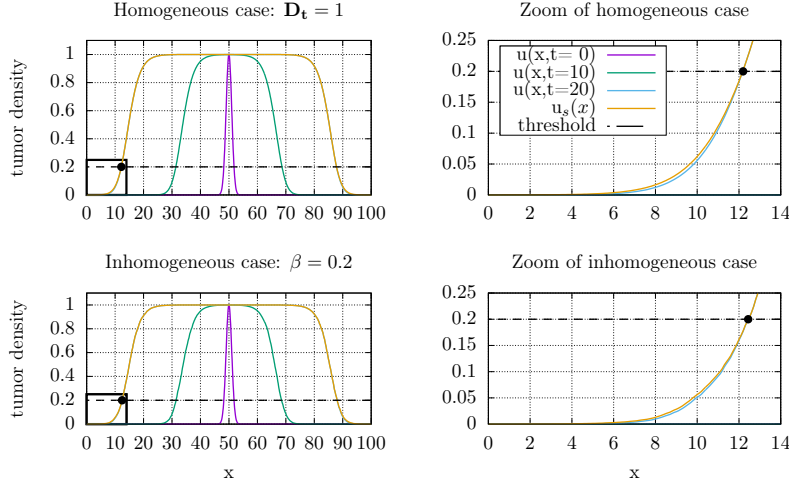 Homogeneous case: D_t = 1
tumor density
1
0.8
0.6
0.4
0.2
0
0 10 20 30 40 50 60 70 80 90 100
Zoom of homogeneous case
0.25
0.2
0.15
0.1
0.05
0
0 2 4 6 8 10 12 14
u(x,t= 0)
u(x,t=10)
u(x,t=20)
u_s(x)
threshold
Inhomogeneous case: β = 0.2
tumor density
1
0.8
0.6
0.4
0.2
0
0 10 20 30 40 50 60 70 80 90 100
x
Zoom of inhomogeneous case
0.25
0.2
0.15
0.1
0.05
0
0 2 4 6 8 10 12 14
x